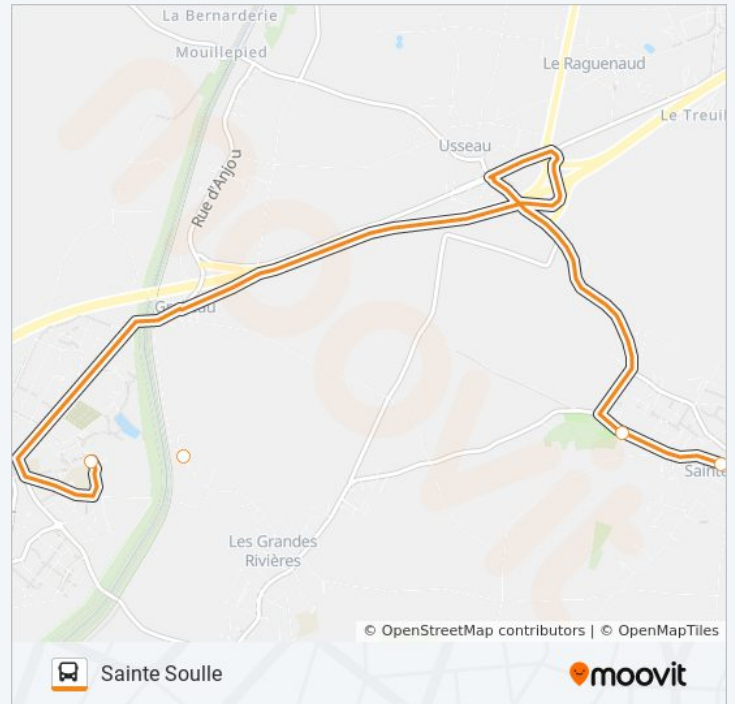 La Bernarderie
Mouillepied
Le Raguenaud
Le Treuil
Usseau
Rue d'Anjou
Sainte
Les Grandes
Rivières
© OpenStreetMap contributors | © OpenMapTiles
Sainte Soulle
moovit